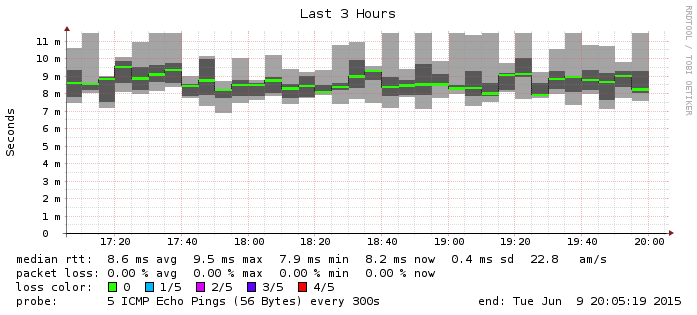 Last 3 Hours
RRDTOOL / TOBI OETIKER
Seconds
11 m
10 m
9 m
8 m
7 m
6 m
5 m
4 m
3 m
2 m
1 m
0
17:20 17:40 18:00 18:20 18:40 19:00 19:20 19:40 20:00
median rtt: 8.6 ms avg 9.5 ms max 7.9 ms min 8.2 ms now 0.4 ms sd 22.8 am/s
packet loss: 0.00 % avg 0.00 % max 0.00 % min 0.00 % now
loss color: 0 1/5 2/5 3/5 4/5
probe: 5 ICMP Echo Pings (56 Bytes) every 300s end: Tue Jun 9 20:05:19 2015